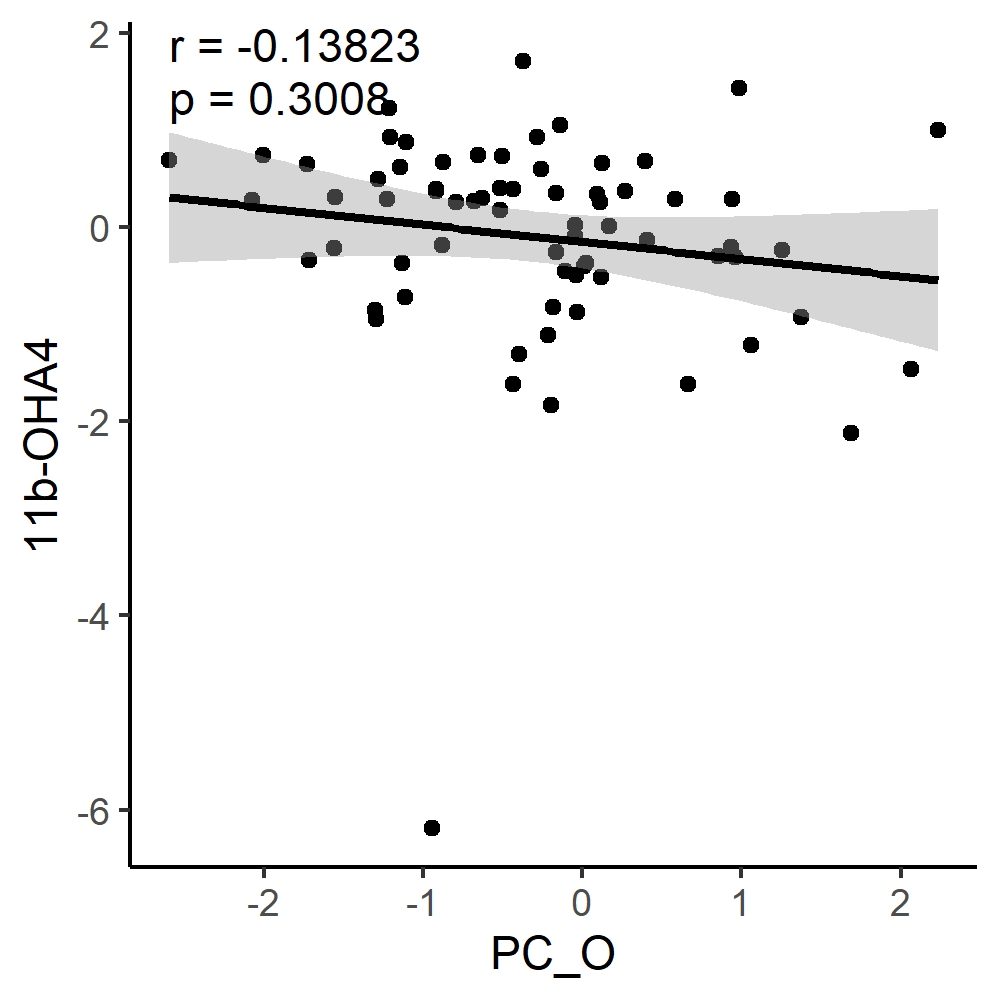 r = -0.13823
p = 0.3008
2
0
-2
-4
-6
11b-OHA4
-2
-1
0
1
2
PC_O